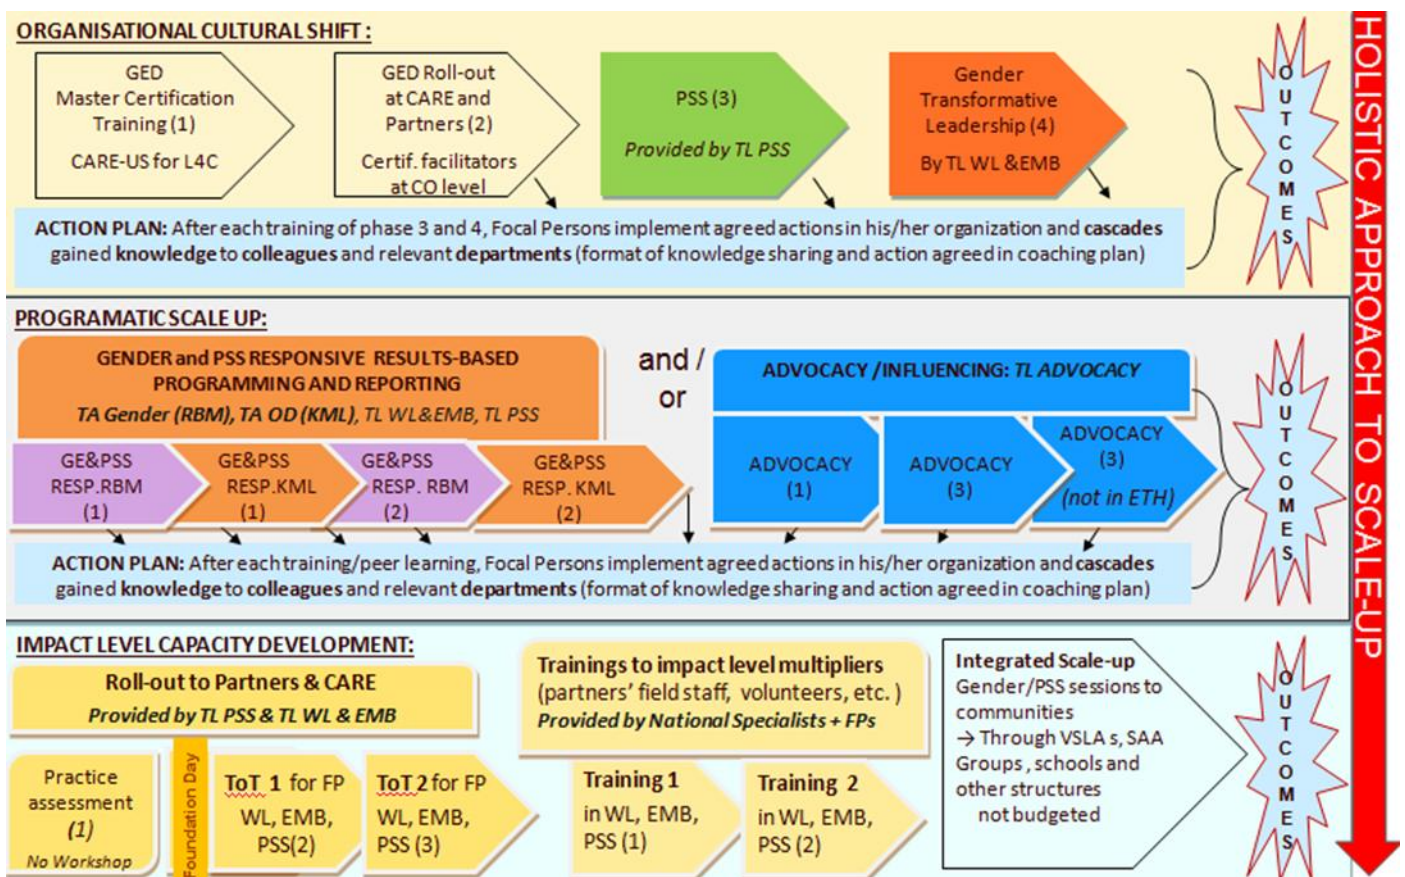 ORGANISATIONAL CULTURAL SHIFT :
GED
Master Certification
Training (1)
CARE-US for L4C
GED Roll-out
at CARE and
Partners (2)
Certif. facilitators
at CO level
PSS (3)
Provided by TL PSS
Gender
Transformative
Leadership (4)
By TL WL &EMB
ACTION PLAN: After each training of phase 3 and 4, Focal Persons implement agreed actions in his/her organization and cascades
gained knowledge to colleagues and relevant departments (format of knowledge sharing and action agreed in coaching plan)
OUTCOMES
HOLISTIC APPROACH TO SCALE-UP
PROGRAMATIC SCALE UP:
GENDER and PSS RESPONSIVE RESULTS-BASED
PROGRAMMING AND REPORTING
TA Gender (RBM), TA OD (KML), TL WL&EMB, TL PSS
GE&PSS
RESP.RBM
(1)
GE&PSS
RESP.KML
(1)
GE&PSS
RESP. RBM
(2)
GE&PSS
RESP. KML
(2)
and /
or
ADVOCACY /INFLUENCING: TL ADVOCACY
ADVOCACY
(1)
ADVOCACY
(3)
ADVOCACY
(3)
(not in ETH)
ACTION PLAN: After each training/peer learning, Focal Persons implement agreed actions in his/her organization and cascades
gained knowledge to colleagues and relevant departments (format of knowledge sharing and action agreed in coaching plan)
OUTCOMES
IMPACT LEVEL CAPACITY DEVELOPMENT:
Roll-out to Partners & CARE
Provided by TL PSS & TL WL & EMB
Practice
assessment
(1)
No Workshop
Foundation Day
ToT 1 for FP
WL, EMB,
PSS(2)
ToT 2 for FP
WL, EMB,
PSS (3)
Trainings to impact level multipliers
(partners' field staff, volunteers, etc. )
Provided by National Specialists + FPs
Training 1
in WL, EMB,
PSS (1)
Training 2
in WL, EMB,
PSS (2)
Integrated Scale-up
Gender/PSS sessions to
communities
→ Through VSLA s, SAA
Groups , schools and
other structures
not budgeted
OUTCOMES